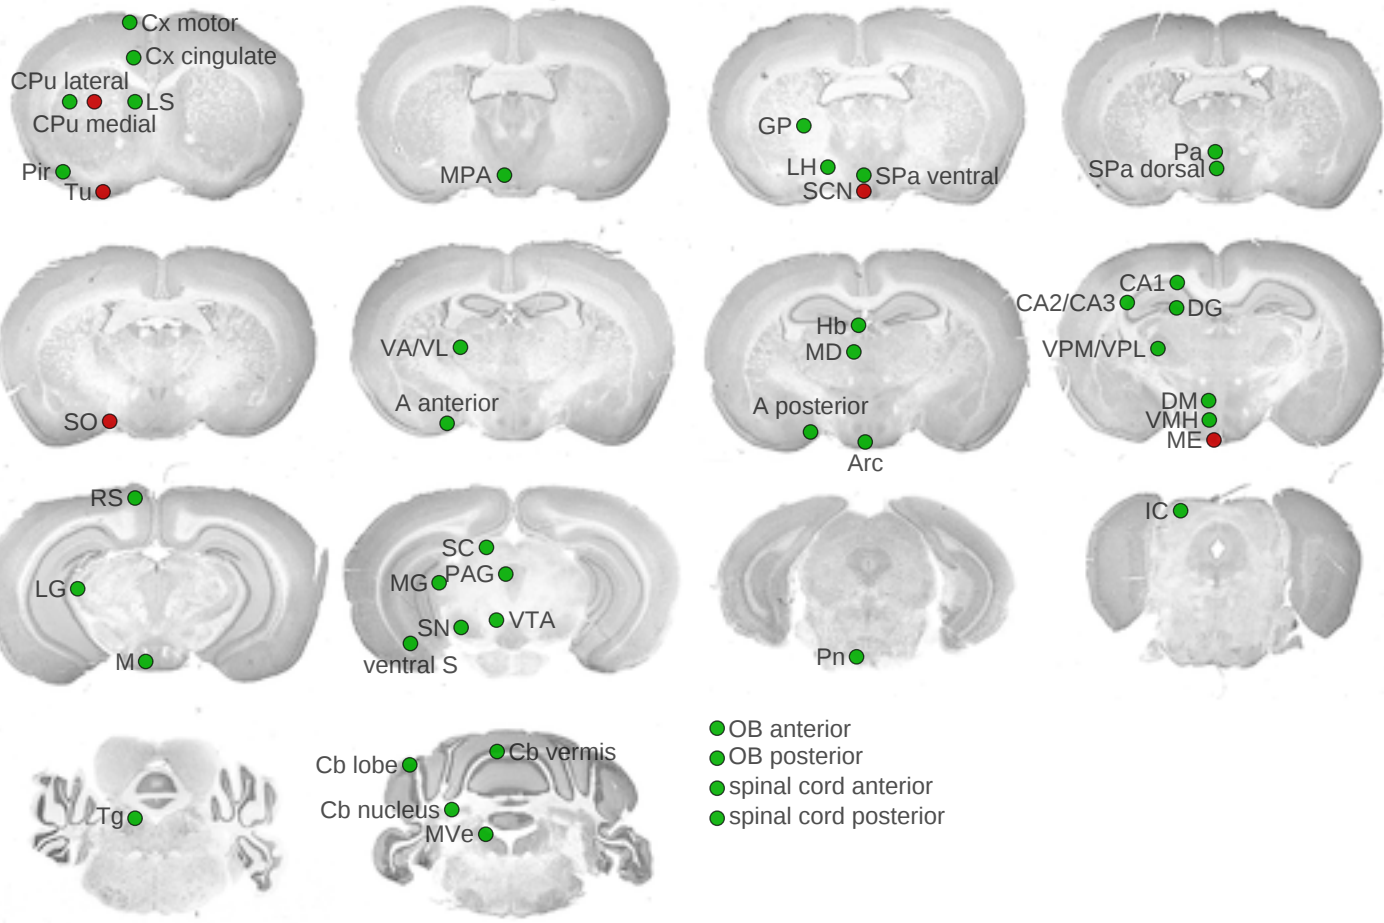 Cx motor
Cx cingulate
CPu lateral
LS
CPu medial
Pir
Tu
MPA
GP
LH
SPa ventral
SCN
Pa
SPa dorsal
SO
VA/VL
A anterior
Hb
MD
A posterior
Arc
CA1
CA2/CA3
DG
VPM/VPL
DM
VMH
ME
RS
LG
M
SC
MG
PAG
SN
VTA
ventral S
Pn
IC
Tg
Cb lobe
Cb vermis
Cb nucleus
MVe
OB anterior
OB posterior
spinal cord anterior
spinal cord posterior